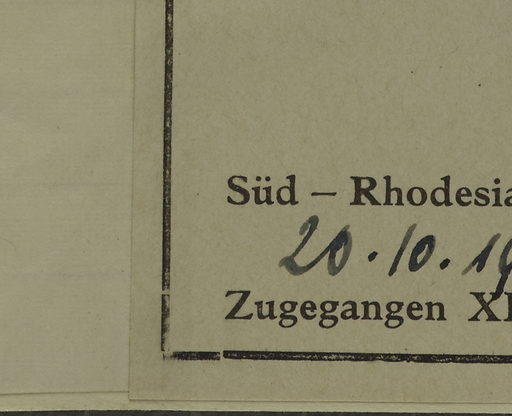 Süd – Rhodesia
20.10.19
Zugegangen